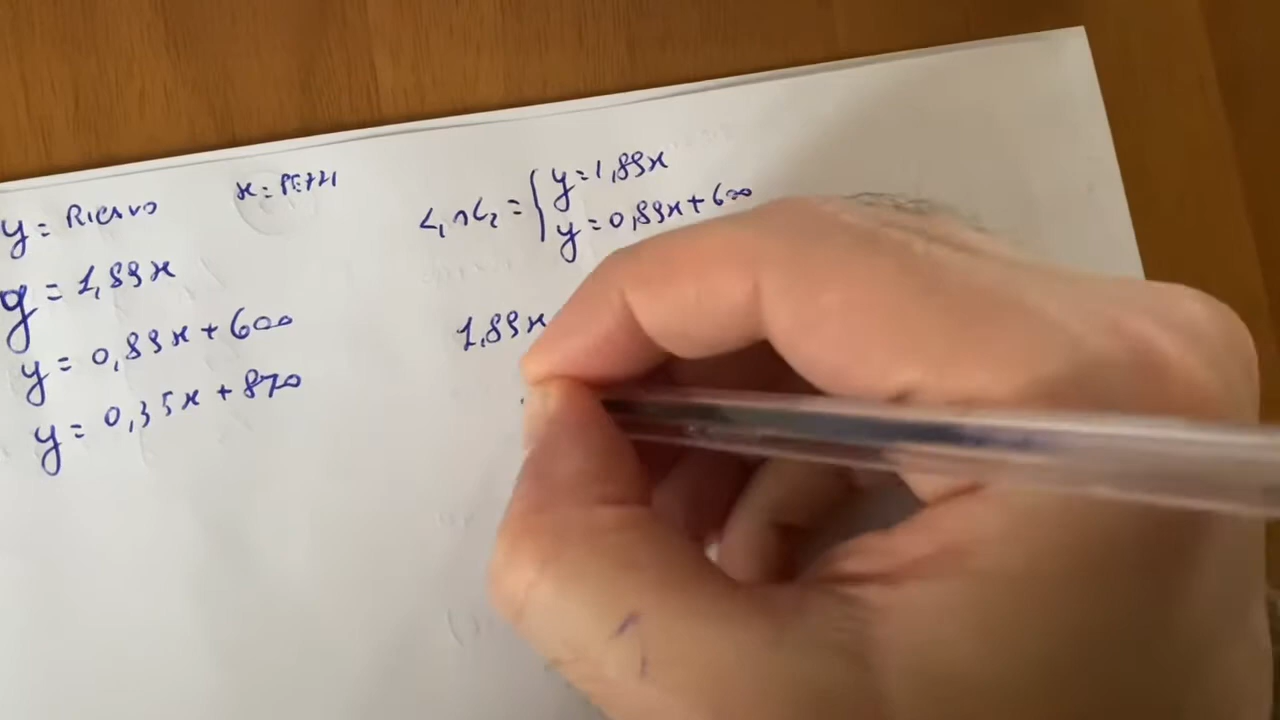 y = RICAVO
x = PEZZI
y = 1,89x
y = 0,89x + 600
y = 0,35x + 870
L₁ ∩ L₂ = { y = 1,89x
y = 0,89x + 600
1,89x